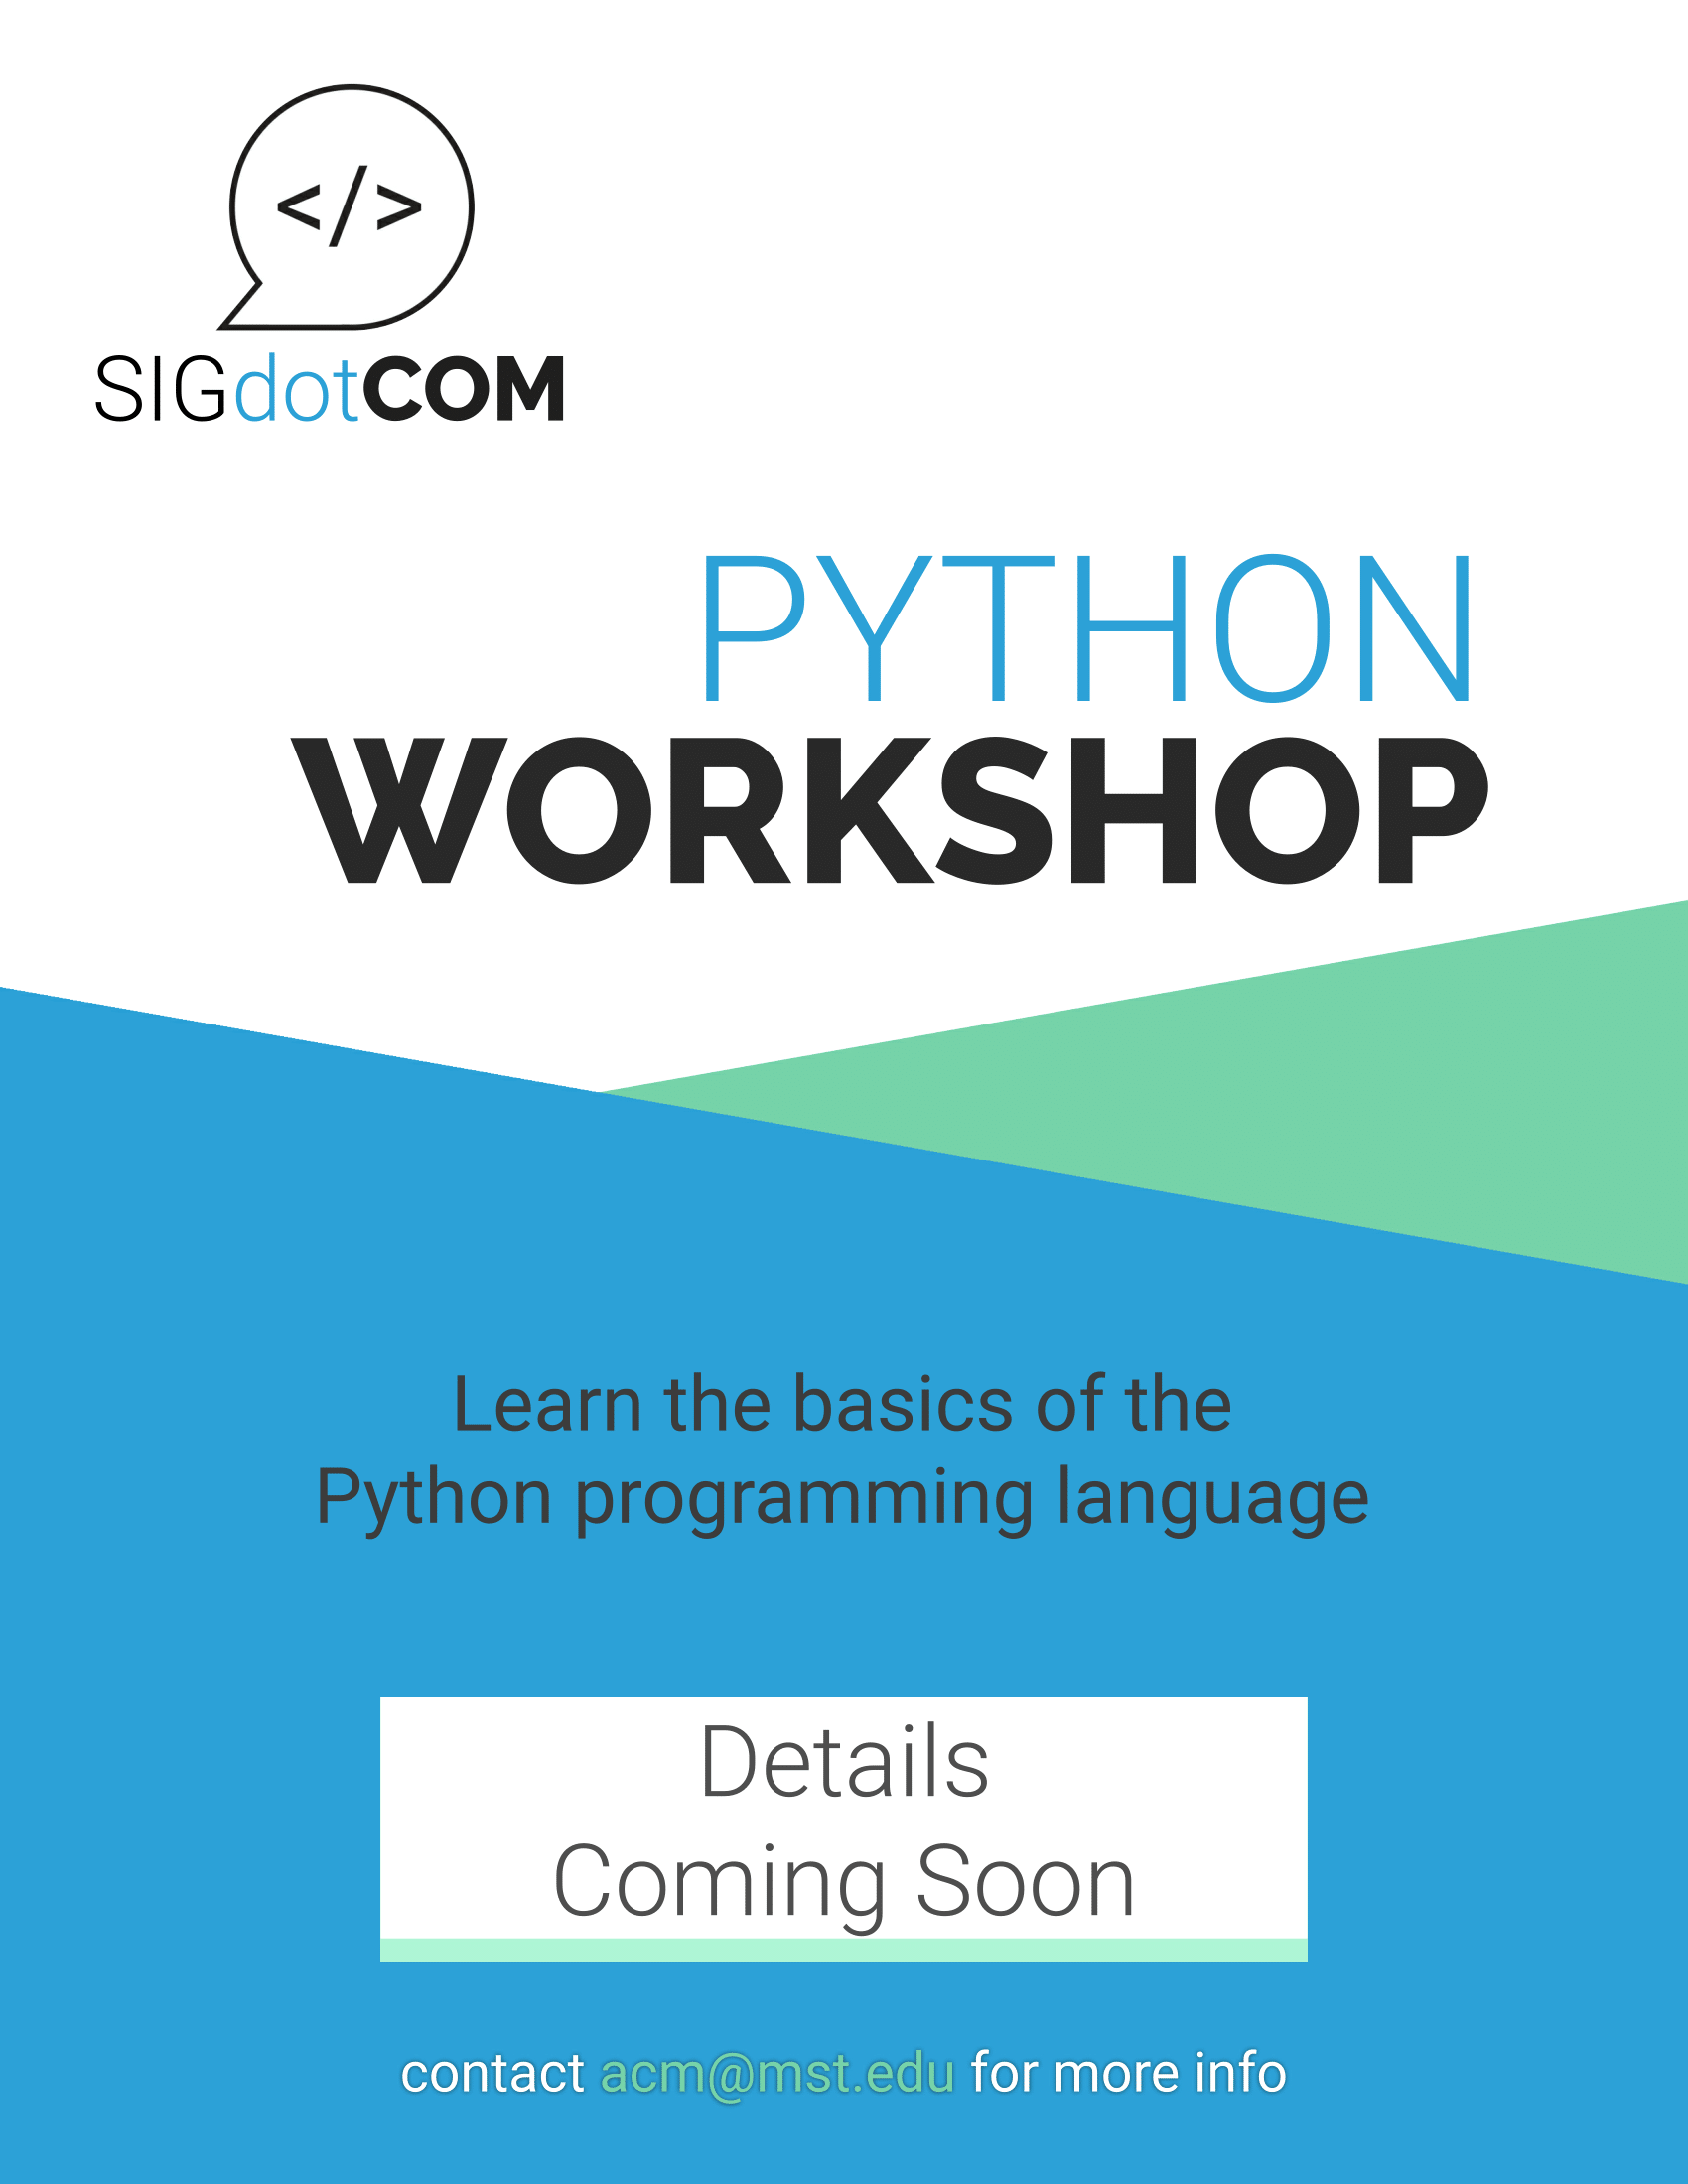 </>
SIGdotCOM
PYTHON
WORKSHOP
Learn the basics of the
Python programming language
Details
Coming Soon
contact acm@mst.edu for more info